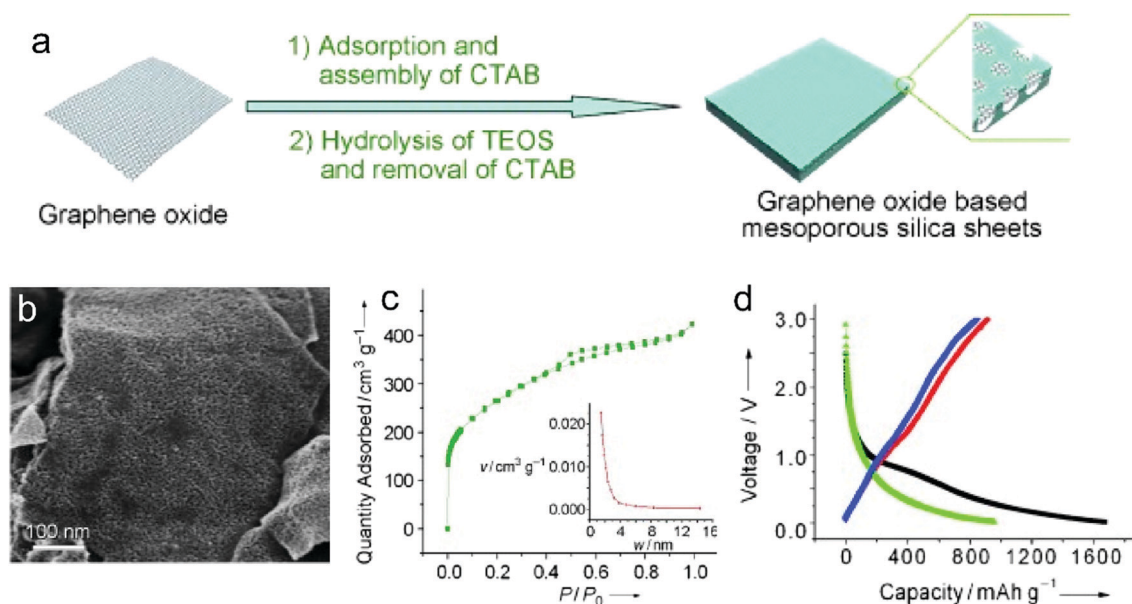 a
1) Adsorption and
assembly of CTAB
2) Hydrolysis of TEOS
and removal of CTAB
Graphene oxide
Graphene oxide based
mesoporous silica sheets
b
100 nm
c
Quantity Adsorbed / cm³ g⁻¹
400
300
200
100
0
0.0 0.2 0.4 0.6 0.8 1.0
P / P₀
v / cm³ g⁻¹
0.020
0.010
0.000
0 4 8 12 16
w / nm
d
Voltage / V
3.0
2.0
1.0
0.0
0 400 800 1200 1600
Capacity / mAh g⁻¹